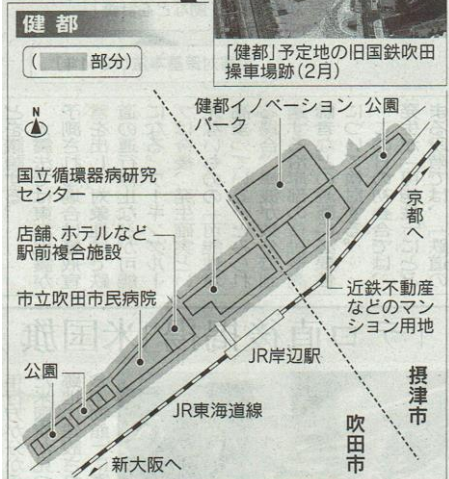 健都
( 部分)
「健都」予定地の旧国鉄吹田
操車場跡(2月)
N
健都イノベーション
パーク
公園
国立循環器病研究
センター
京都へ
店舗、ホテルなど
駅前複合施設
市立吹田市民病院
近鉄不動産
などのマン
ション用地
公園
JR岸辺駅
JR東海道線
摂津市
吹田市
新大阪へ